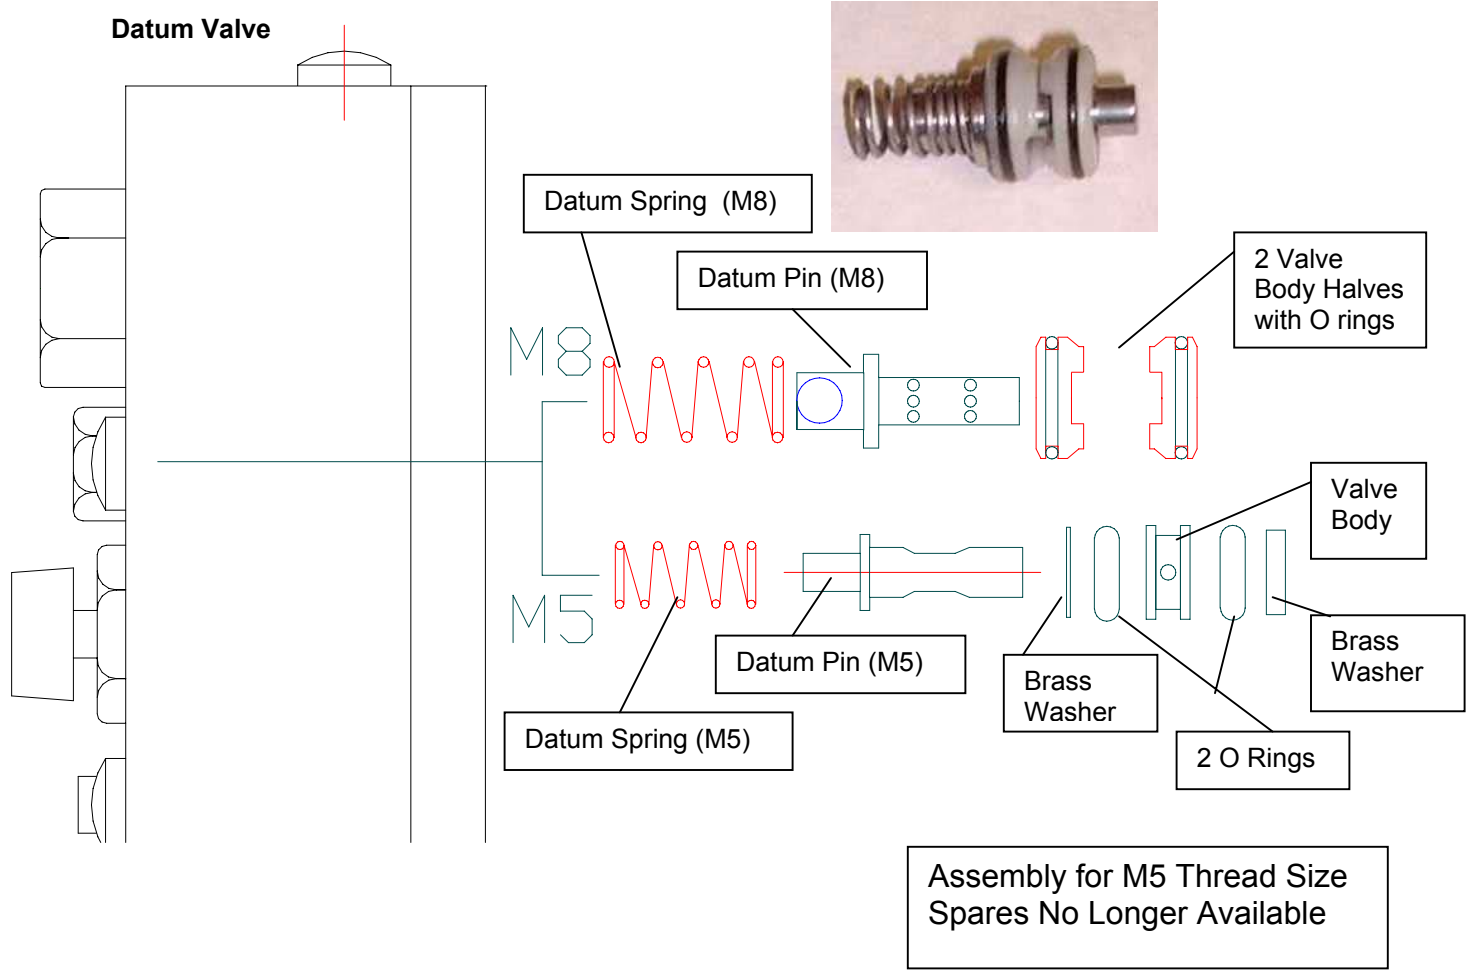 Datum Valve
Datum Spring (M8)
Datum Pin (M8)
2 Valve
Body Halves
with O rings
M8
Valve
Body
M5
Datum Pin (M5)
Brass
Washer
Brass
Washer
Datum Spring (M5)
2 O Rings
Assembly for M5 Thread Size
Spares No Longer Available